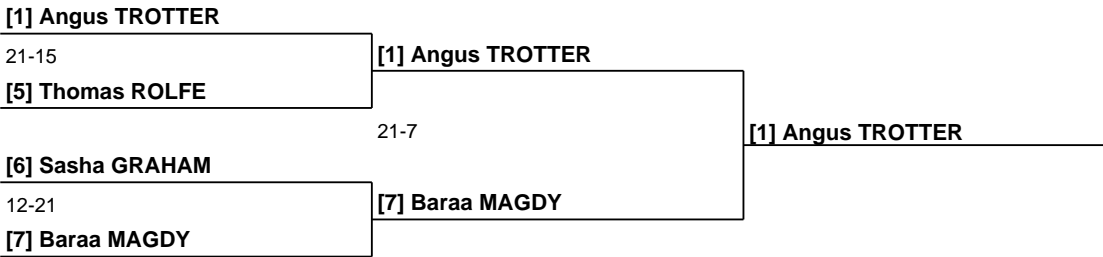 [1] Angus TROTTER
21-15
[1] Angus TROTTER
[5] Thomas ROLFE
21-7
[1] Angus TROTTER
[6] Sasha GRAHAM
12-21
[7] Baraa MAGDY
[7] Baraa MAGDY